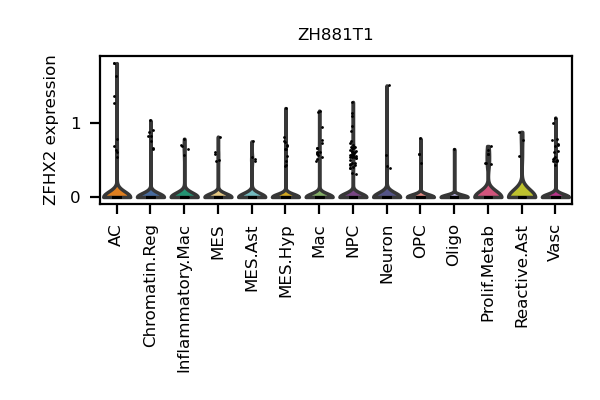 ZH881T1
ZFHX2 expression
1
0
AC
Chromatin.Reg
Inflammatory.Mac
MES
MES.Ast
MES.Hyp
Mac
NPC
Neuron
OPC
Oligo
Prolif.Metab
Reactive.Ast
Vasc